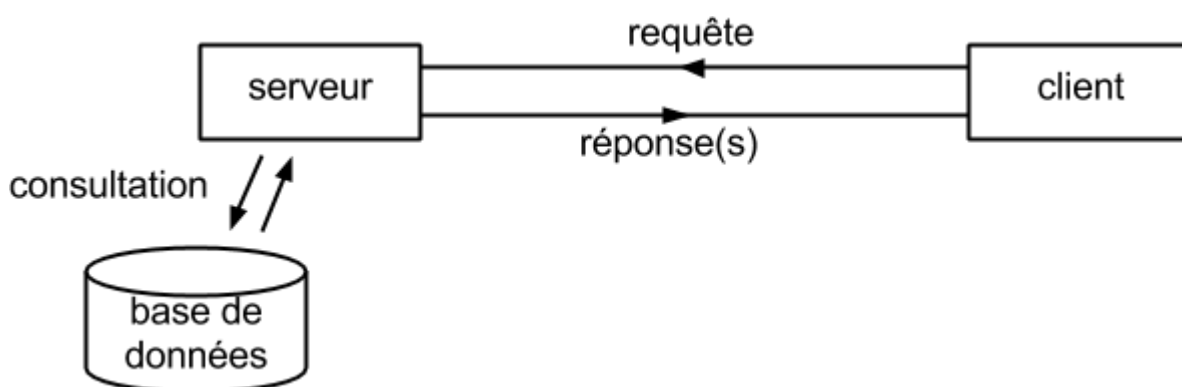 requête
serveur
client
réponse(s)
consultation
base de
données